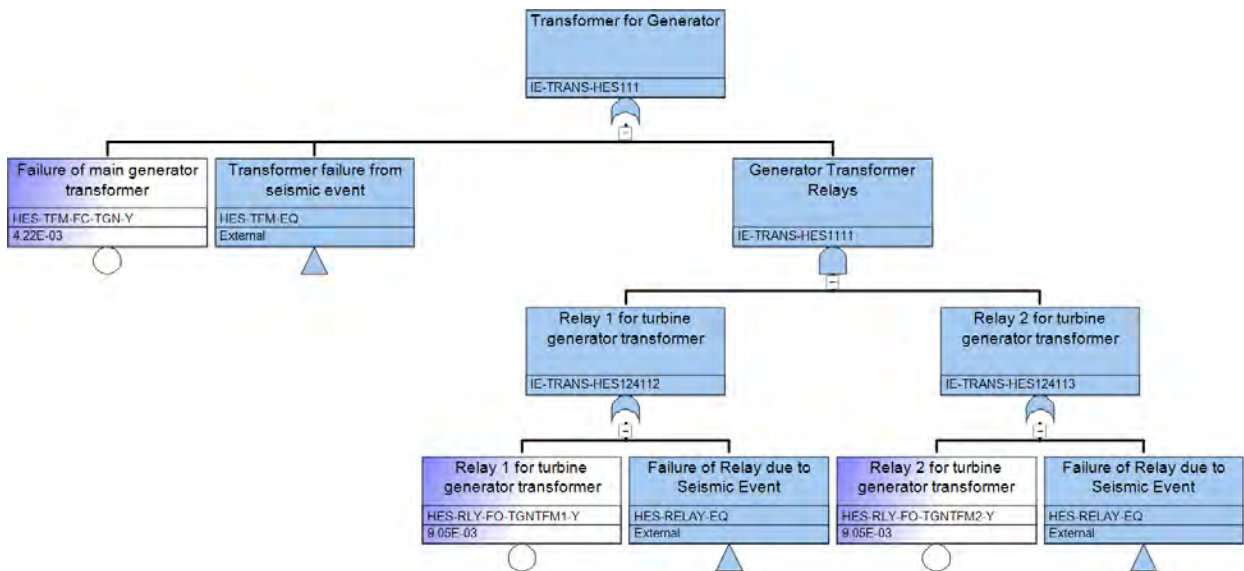 Transformer for Generator
IE-TRANS-HES111
Failure of main generator
transformer
HES-TFM-FC-TGN-Y
4.22E-03
Transformer failure from
seismic event
HES-TFM-EQ
External
Generator Transformer
Relays
IE-TRANS-HES1111
Relay 1 for turbine
generator transformer
IE-TRANS-HES124112
Relay 2 for turbine
generator transformer
IE-TRANS-HES124113
Relay 1 for turbine
generator transformer
HES-RLY-FO-TGNTFM1-Y
9.05E-03
Failure of Relay due to
Seismic Event
HES-RELAY-EQ
External
Relay 2 for turbine
generator transformer
HES-RLY-FO-TGNTFM2-Y
9.05E-03
Failure of Relay due to
Seismic Event
HES-RELAY-EQ
External